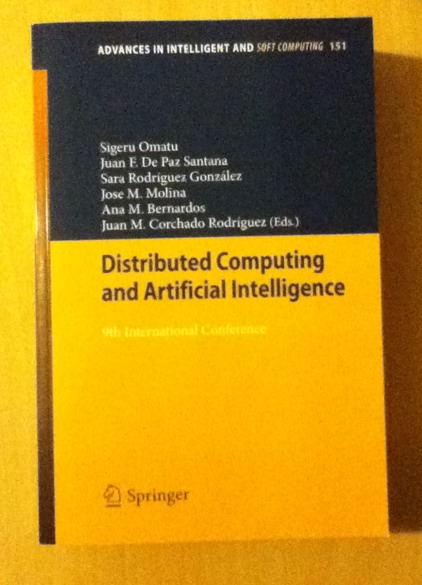 ADVANCES IN INTELLIGENT AND SOFT COMPUTING 151
Sigeru Omatu
Juan F. De Paz Santana
Sara Rodríguez González
Jose M. Molina
Ana M. Bernardos
Juan M. Corchado Rodríguez (Eds.)
Distributed Computing
and Artificial Intelligence
9th International Conference
Springer